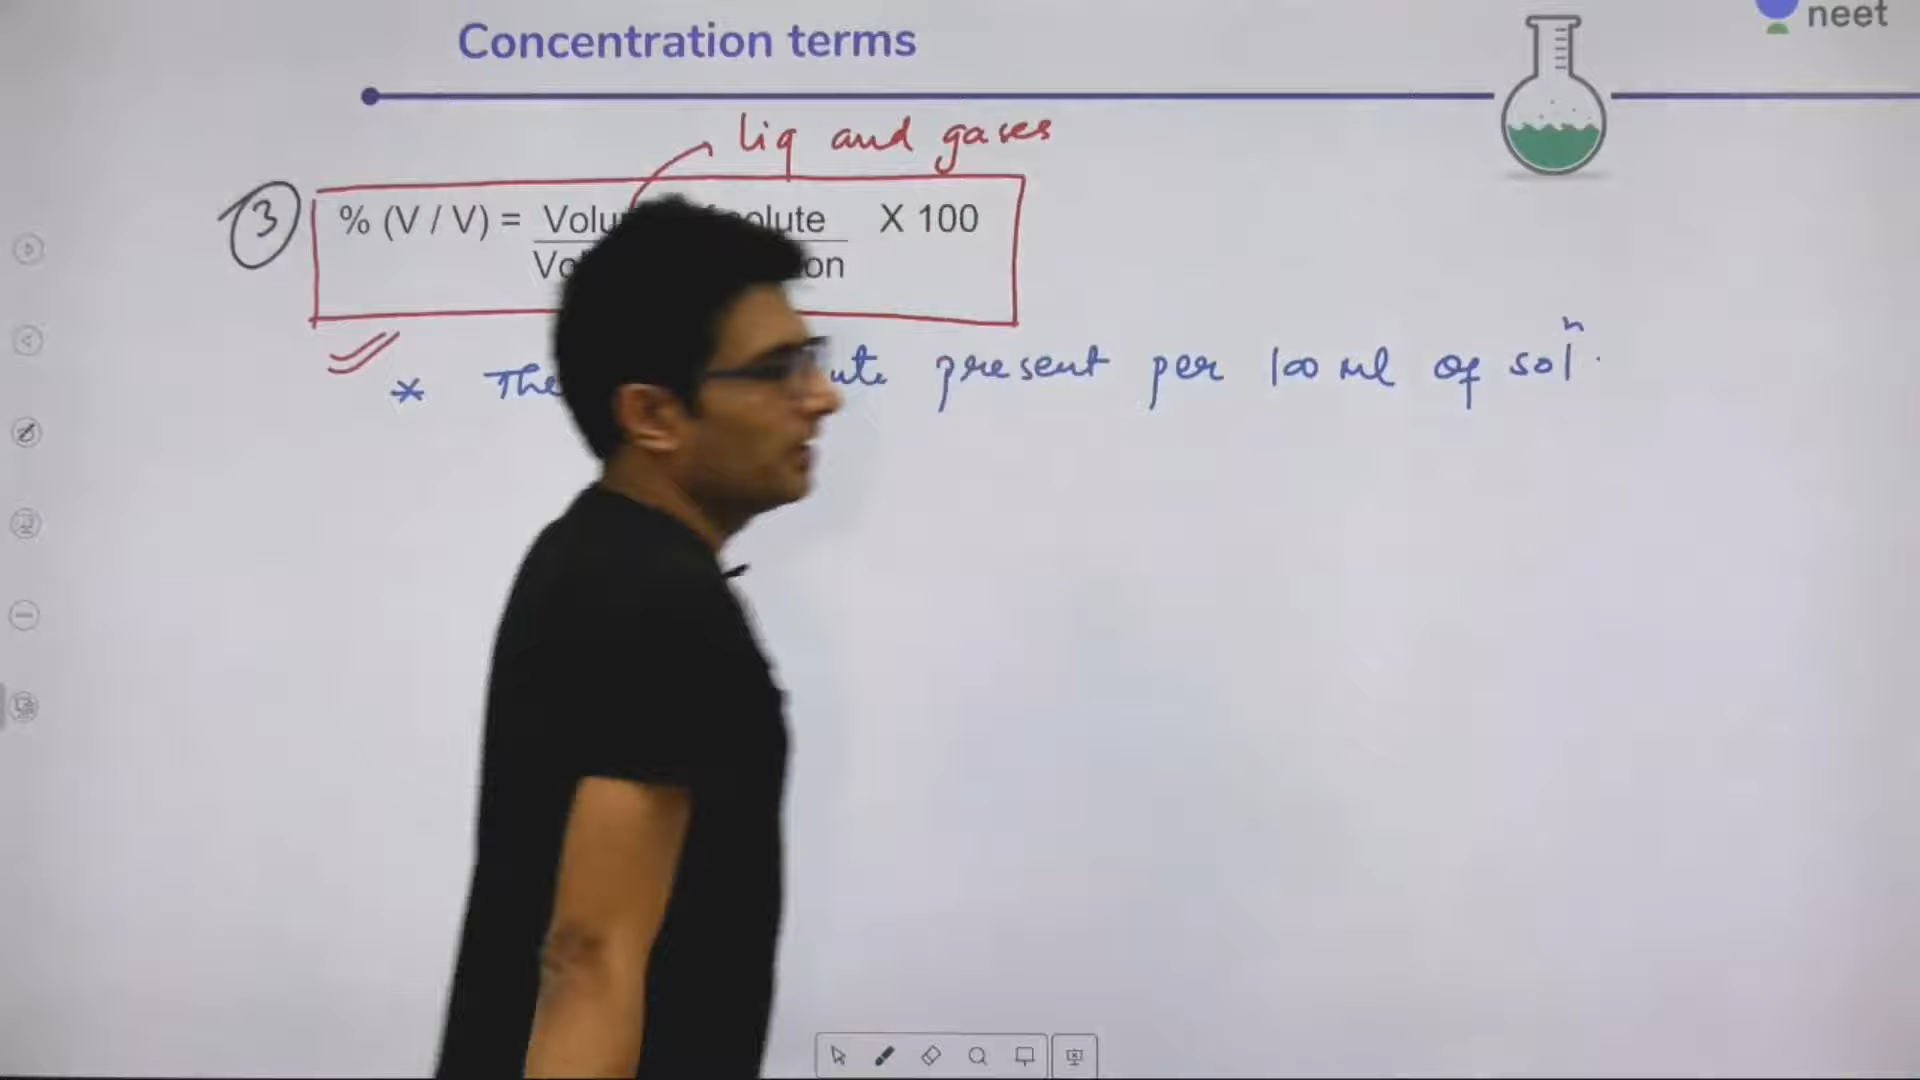 neet
Concentration terms
liq and gases
3
% (V / V) = Volu solute X 100
Vo on
* The ute present per 100 ml of solⁿ.